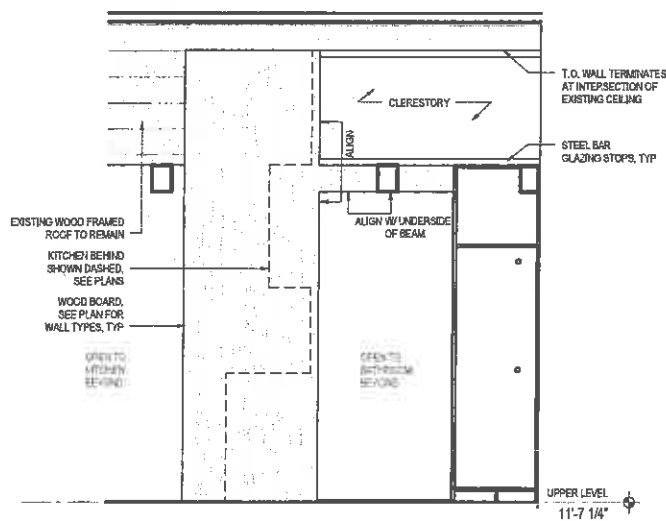 T.O. WALL TERMINATES
AT INTERSECTION OF
EXISTING CEILING
CLERESTORY
ALIGN
STEEL BAR
GLAZING STOPS, TYP
EXISTING WOOD FRAMED
ROOF TO REMAIN
ALIGN W/ UNDERSIDE
OF BEAM
KITCHEN BEHIND
SHOWN DASHED,
SEE PLANS
WOOD BOARD,
SEE PLAN FOR
WALL TYPES, TYP
OPEN TO
KITCHEN
BEYOND
OPEN TO
BATHROOM
BEYOND
UPPER LEVEL
11'-7 1/4"